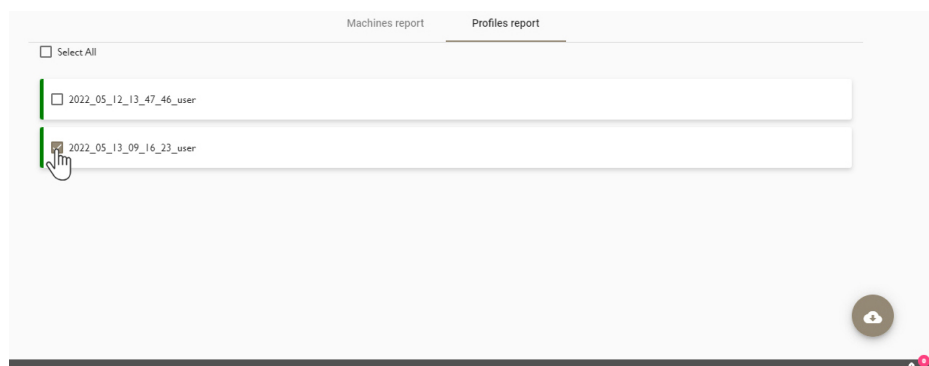 Machines report Profiles report
Select All
2022_05_12_13_47_46_user
2022_05_13_09_16_23_user